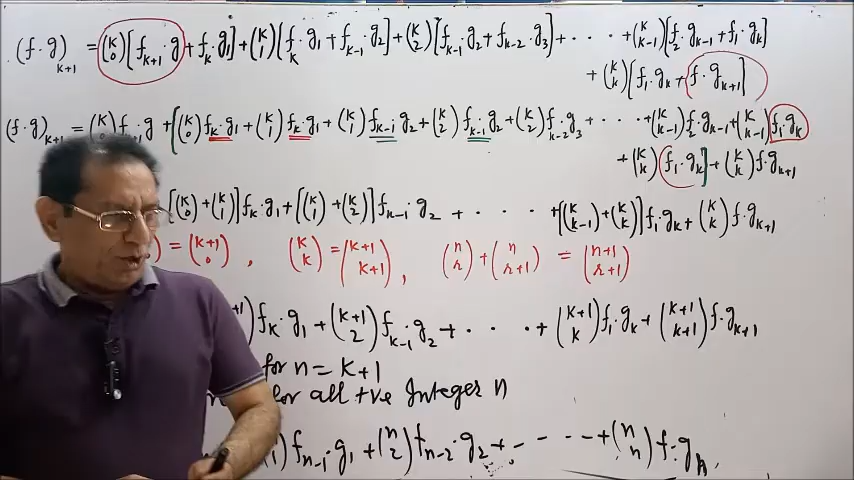 (f·g)_{k+1} = (k 0)[f_{k+1}·g + f_k·g_1] + (k 1)[f_k·g_1 + f_{k-1}·g_2] + (k 2)[f_{k-1}·g_2 + f_{k-2}·g_3] + · · · · + (k k-1)[f_2·g_{k-1} + f_1·g_k]
+ (k k)[f_1·g_k + f·g_{k+1}]
(f·g)_{k+1} = (k 0) f_{k+1}·g + [(k 0) f_k·g_1 + (k 1) f_k·g_1 + (k 1) f_{k-1}·g_2 + (k 2) f_{k-1}·g_2 + (k 2) f_{k-2}·g_3 + · · · · + (k k-1) f_2·g_{k-1} + (k k-1) f_1·g_k
+ (k k) f_1·g_k] + (k k) f·g_{k+1}
[(k 0) + (k 1)] f_k·g_1 + [(k 1) + (k 2)] f_{k-1}·g_2 + · · · · + [(k k-1) + (k k)] f_1·g_k + (k k) f·g_{k+1}
) = (k+1 0) , (k k) = (k+1 k+1) , (n r) + (n r+1) = (n+1 r+1)
+1) f_k·g_1 + (k+1 2) f_{k-1}·g_2 + · · · · + (k+1 k) f_1·g_k + (k+1 k+1) f·g_{k+1}
for n = k+1
for all +ve Integer n
1) f_{n-1}·g_1 + (n 2) f_{n-2}·g_2 + - - - · · + (n n) f·g_n